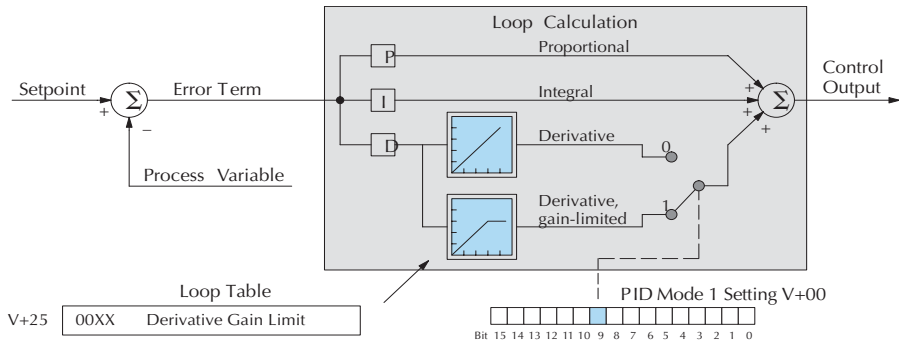 Loop Calculation
P
Proportional
Setpoint
Σ
Error Term
I
Integral
Σ
Control
Output
+
−
+
+
+
D
Derivative
0
Process Variable
Derivative,
gain-limited
1
Loop Table
PID Mode 1 Setting V+00
V+25
00XX Derivative Gain Limit
Bit 15 14 13 12 11 10 9 8 7 6 5 4 3 2 1 0